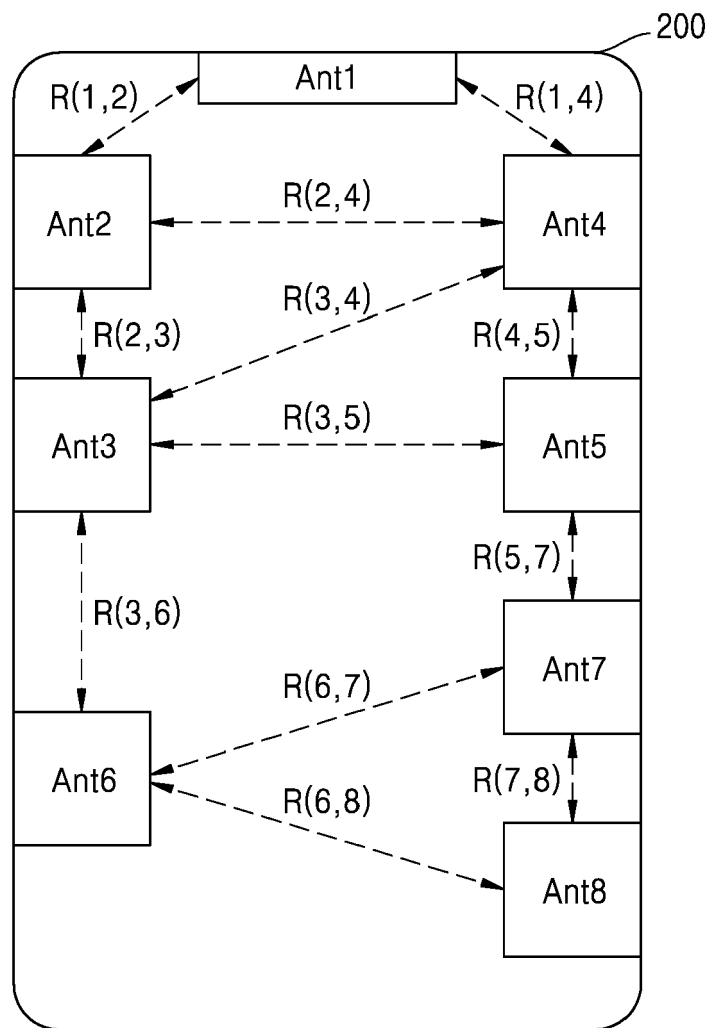 200
Ant1
R(1,2)
R(1,4)
R(2,4)
Ant2
Ant4
R(3,4)
R(2,3)
R(4,5)
R(3,5)
Ant3
Ant5
R(5,7)
R(3,6)
R(6,7)
Ant7
Ant6
R(6,8)
R(7,8)
Ant8